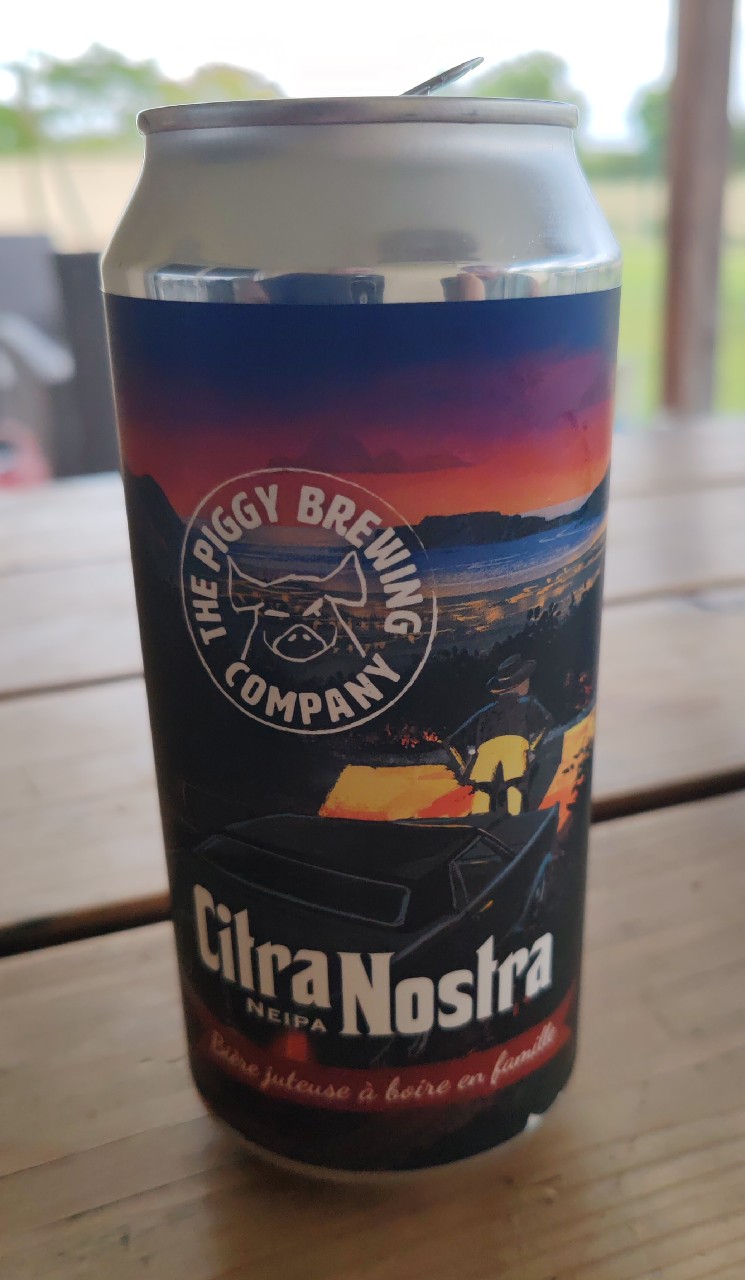 THE PIGGY BREWING
COMPANY
Citra Nostra
NEIPA
Bière juteuse à boire en famille